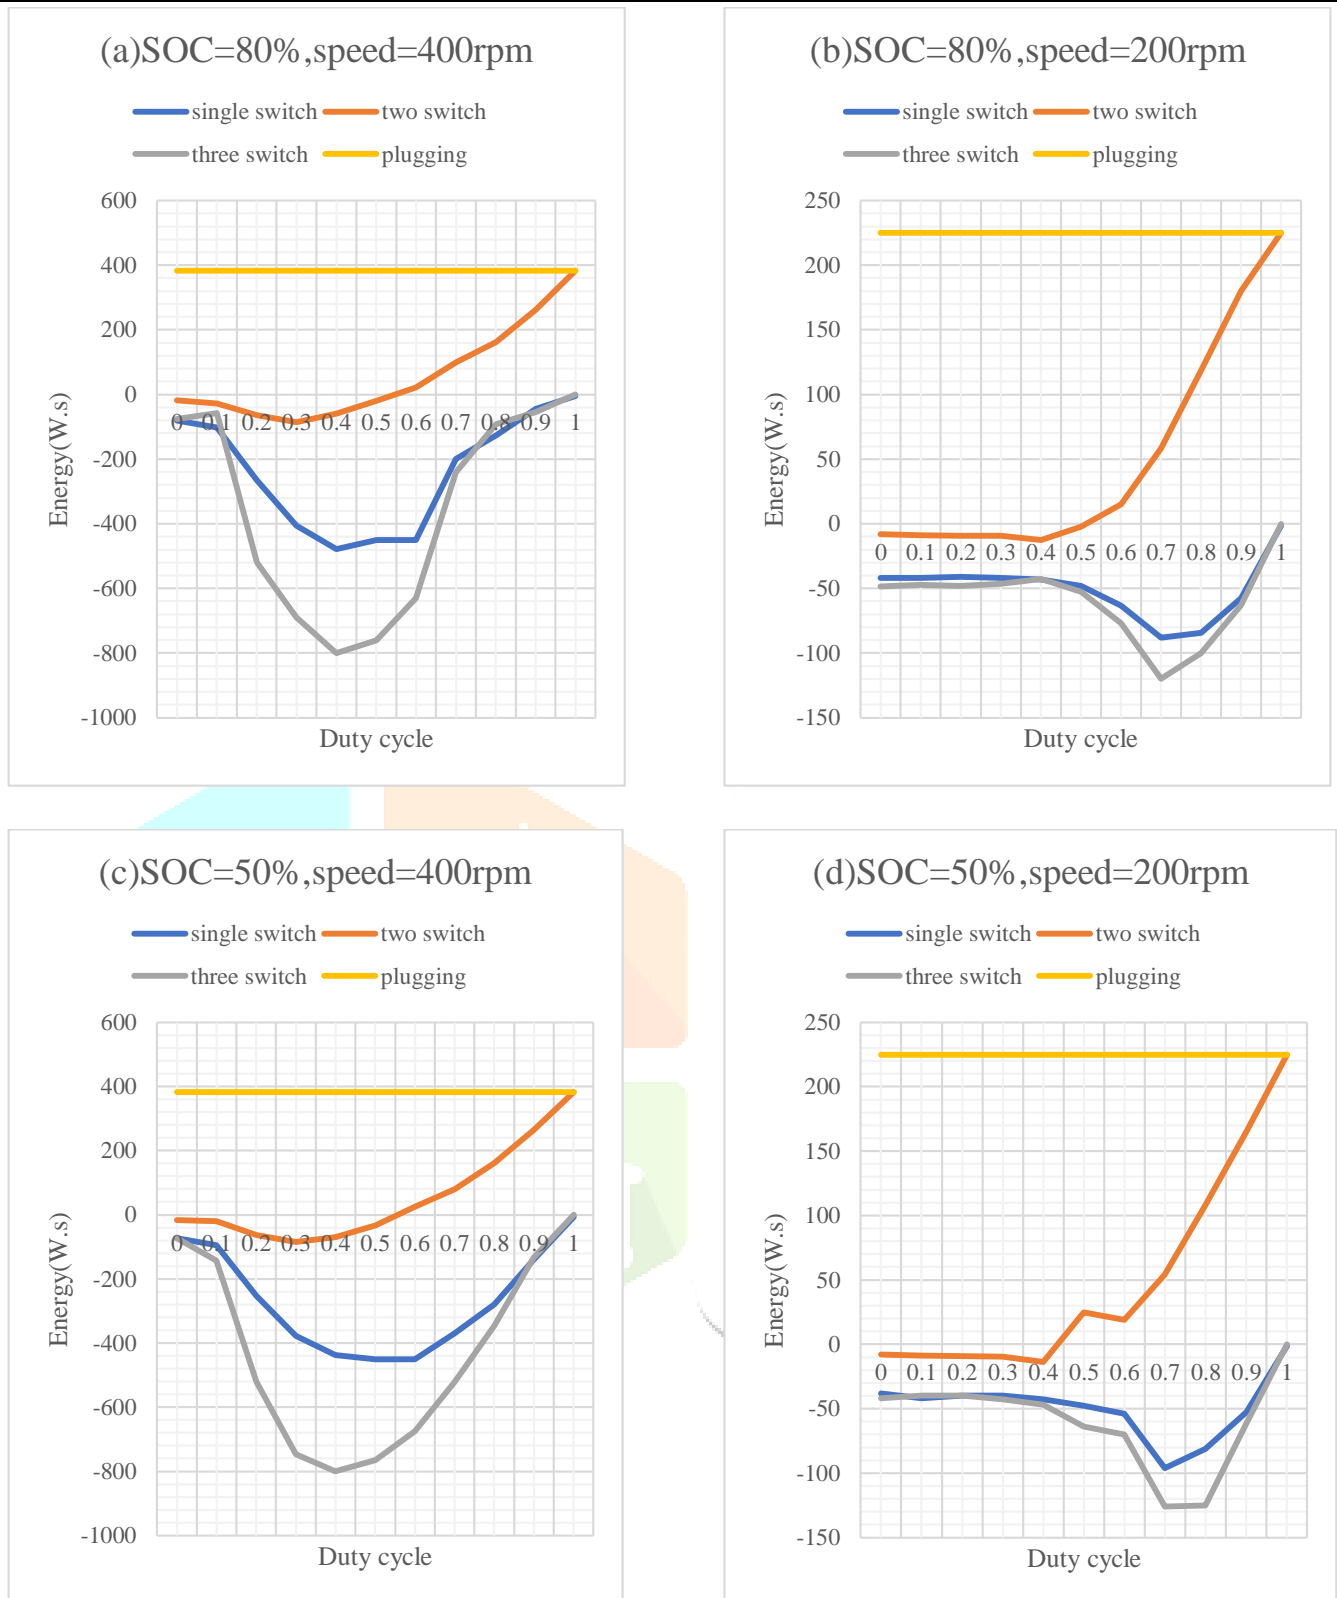 (a)SOC=80%,speed=400rpm
single switch two switch
three switch plugging
600
400
200
0
-200
-400
-600
-800
-1000
0 0.1 0.2 0.3 0.4 0.5 0.6 0.7 0.8 0.9 1
Energy(W.s)
Duty cycle
(b)SOC=80%,speed=200rpm
single switch two switch
three switch plugging
250
200
150
100
50
0
-50
-100
-150
0 0.1 0.2 0.3 0.4 0.5 0.6 0.7 0.8 0.9 1
Energy(W.s)
Duty cycle
(c)SOC=50%,speed=400rpm
single switch two switch
three switch plugging
600
400
200
0
-200
-400
-600
-800
-1000
0 0.1 0.2 0.3 0.4 0.5 0.6 0.7 0.8 0.9 1
Energy(W.s)
Duty cycle
(d)SOC=50%,speed=200rpm
single switch two switch
three switch plugging
250
200
150
100
50
0
-50
-100
-150
0 0.1 0.2 0.3 0.4 0.5 0.6 0.7 0.8 0.9 1
Energy(W.s)
Duty cycle